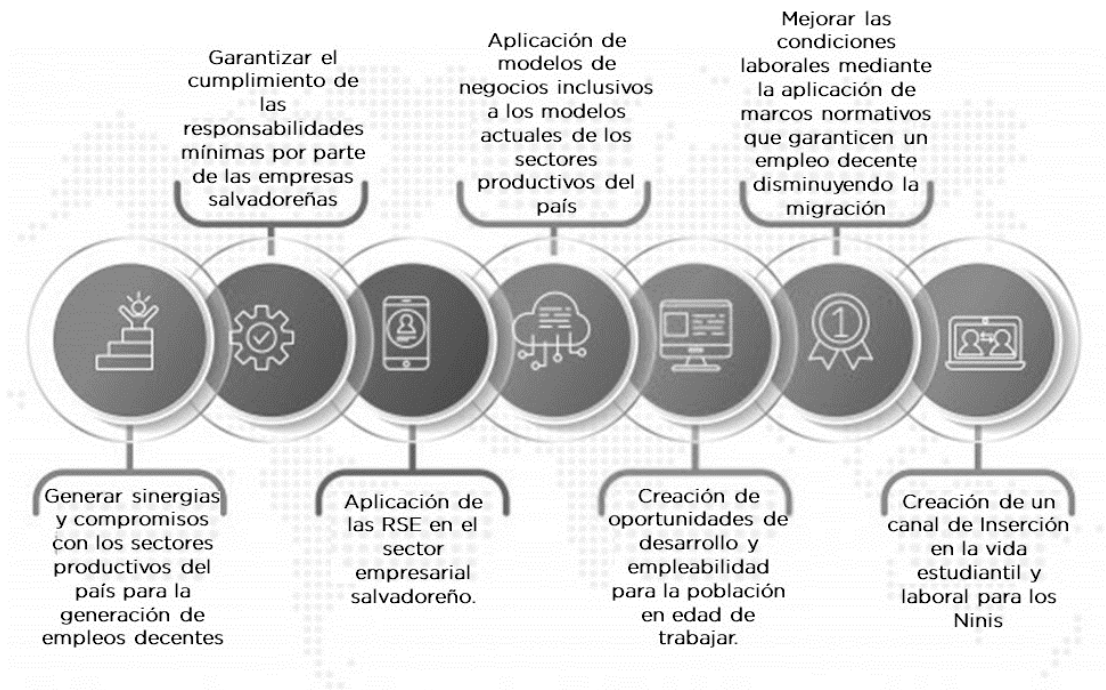 Generar sinergias
y compromisos
con los sectores
productivos del
país para la
generación de
empleos decentes
Garantizar el
cumplimiento de
las
responsabilidades
mínimas por parte
de las empresas
salvadoreñas
Aplicación de
las RSE en el
sector
empresarial
salvadoreño.
Aplicación de
modelos de
negocios inclusivos
a los modelos
actuales de los
sectores
productivos del
país
Creación de
oportunidades de
desarrollo y
empleabilidad
para la población
en edad de
trabajar.
Mejorar las
condiciones
laborales mediante
la aplicación de
marcos normativos
que garanticen un
empleo decente
disminuyendo la
migración
1
Creación de un
canal de Inserción
en la vida
estudiantil y
laboral para los
Ninis